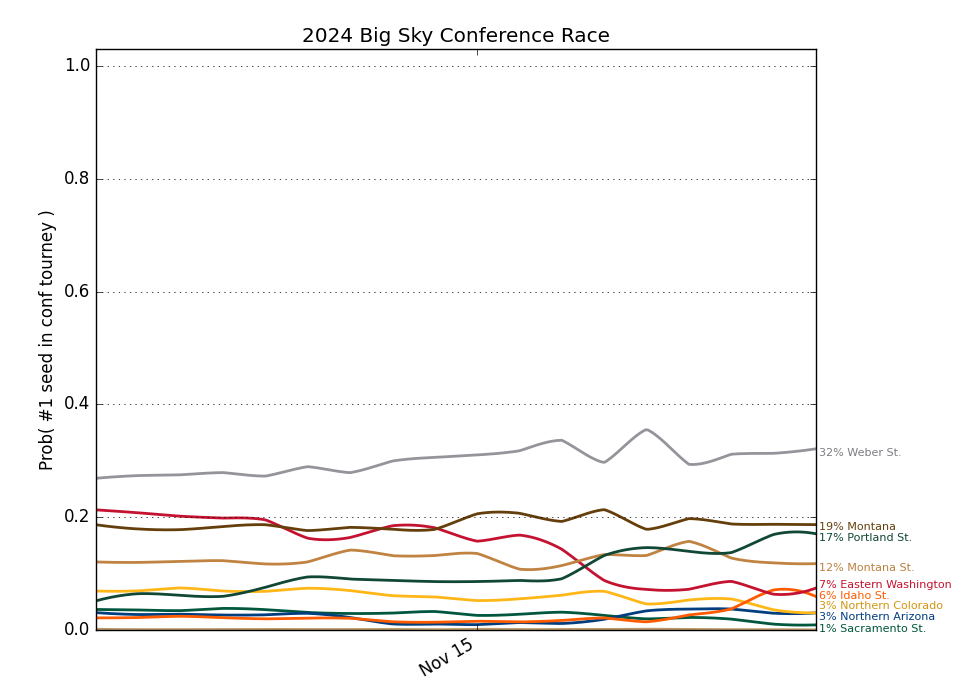 2024 Big Sky Conference Race
Prob( #1 seed in conf tourney )
1.0
0.8
0.6
0.4
0.2
0.0
Nov 15
32% Weber St.
19% Montana
17% Portland St.
12% Montana St.
7% Eastern Washington
6% Idaho St.
3% Northern Colorado
3% Northern Arizona
1% Sacramento St.